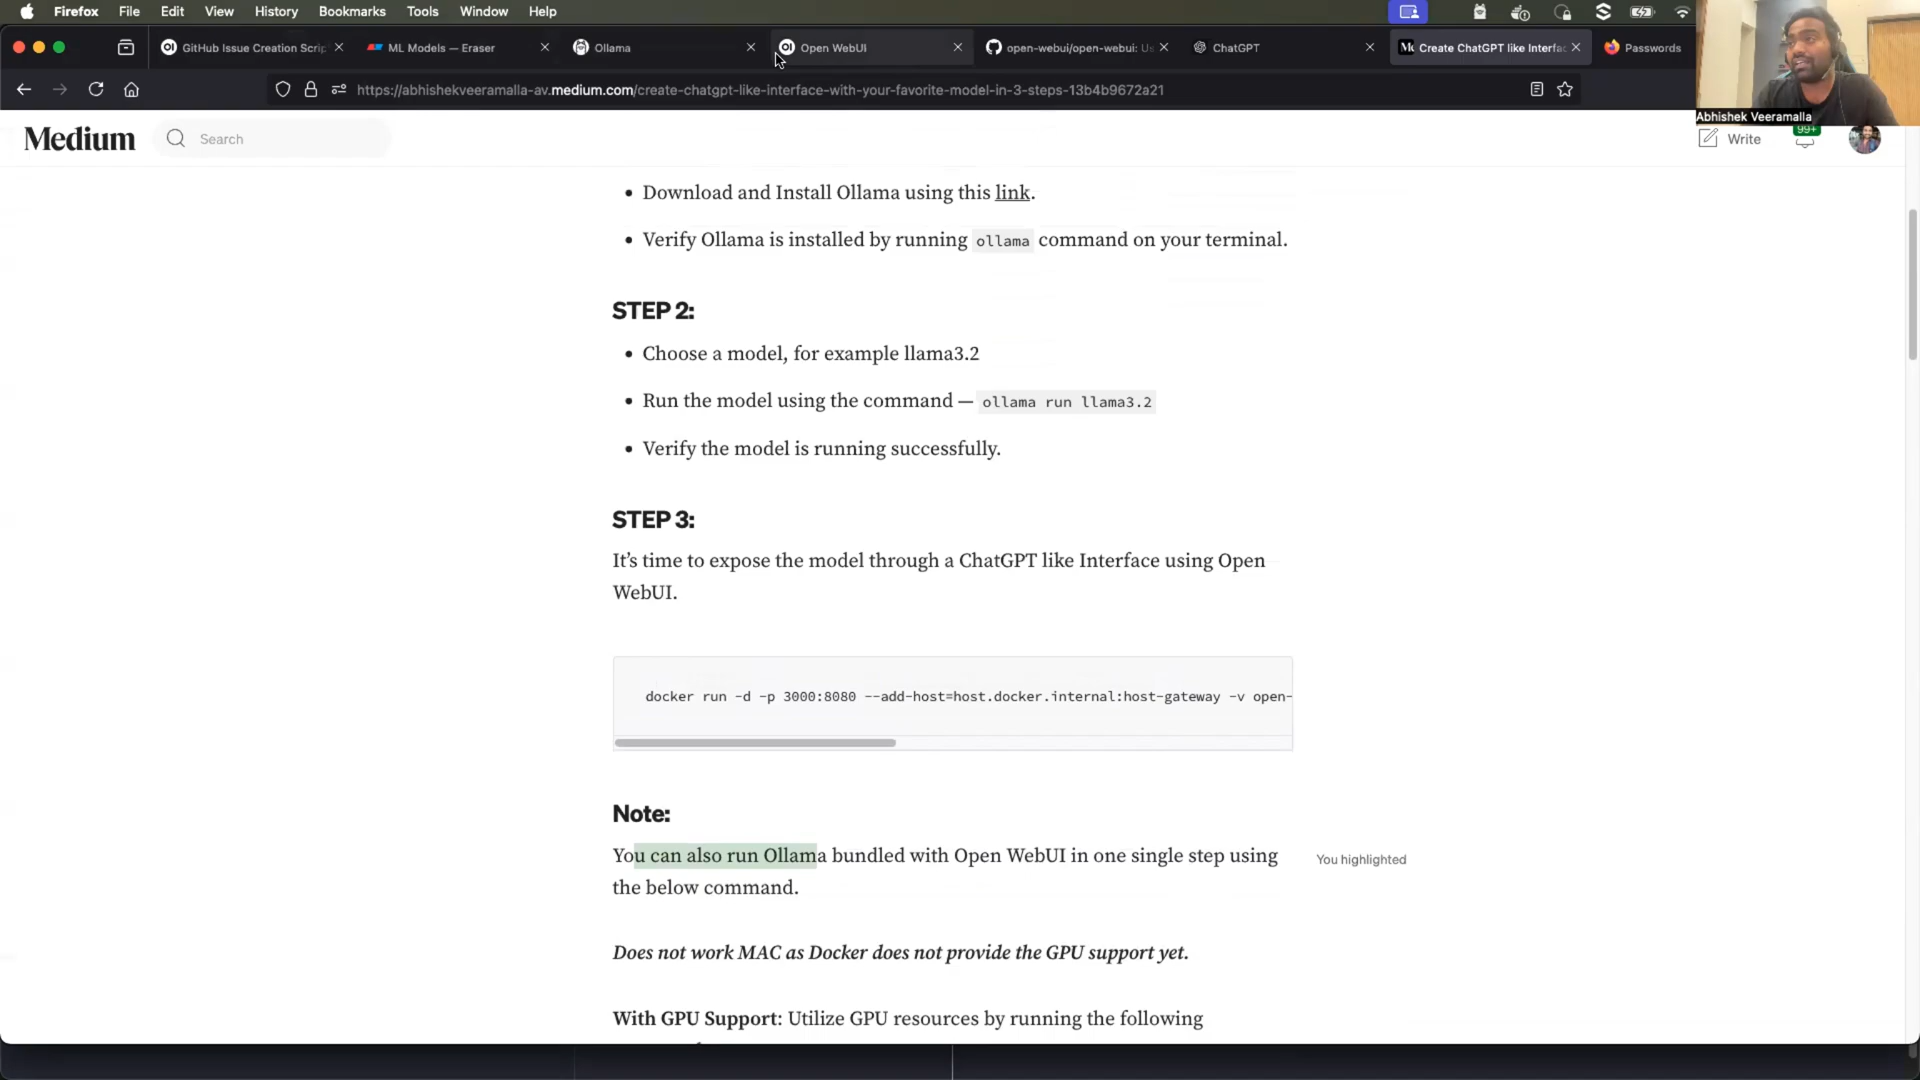 Firefox File Edit View History Bookmarks Tools Window Help
GitHub Issue Creation Scrip
ML Models — Eraser
Ollama
Open WebUI
open-webui/open-webui: Us
ChatGPT
Create ChatGPT like Interfac
Passwords
https://abhishekveeramalla-av.medium.com/create-chatgpt-like-interface-with-your-favorite-model-in-3-steps-13b4b9672a21
Abhishek Veeramalla
Medium
Search
Write
99+
Download and Install Ollama using this link.
Verify Ollama is installed by running ollama command on your terminal.
STEP 2:
Choose a model, for example llama3.2
Run the model using the command — ollama run llama3.2
Verify the model is running successfully.
STEP 3:
It's time to expose the model through a ChatGPT like Interface using Open
WebUI.
docker run -d -p 3000:8080 --add-host=host.docker.internal:host-gateway -v open-
Note:
You can also run Ollama bundled with Open WebUI in one single step using
the below command.
You highlighted
Does not work MAC as Docker does not provide the GPU support yet.
With GPU Support: Utilize GPU resources by running the following